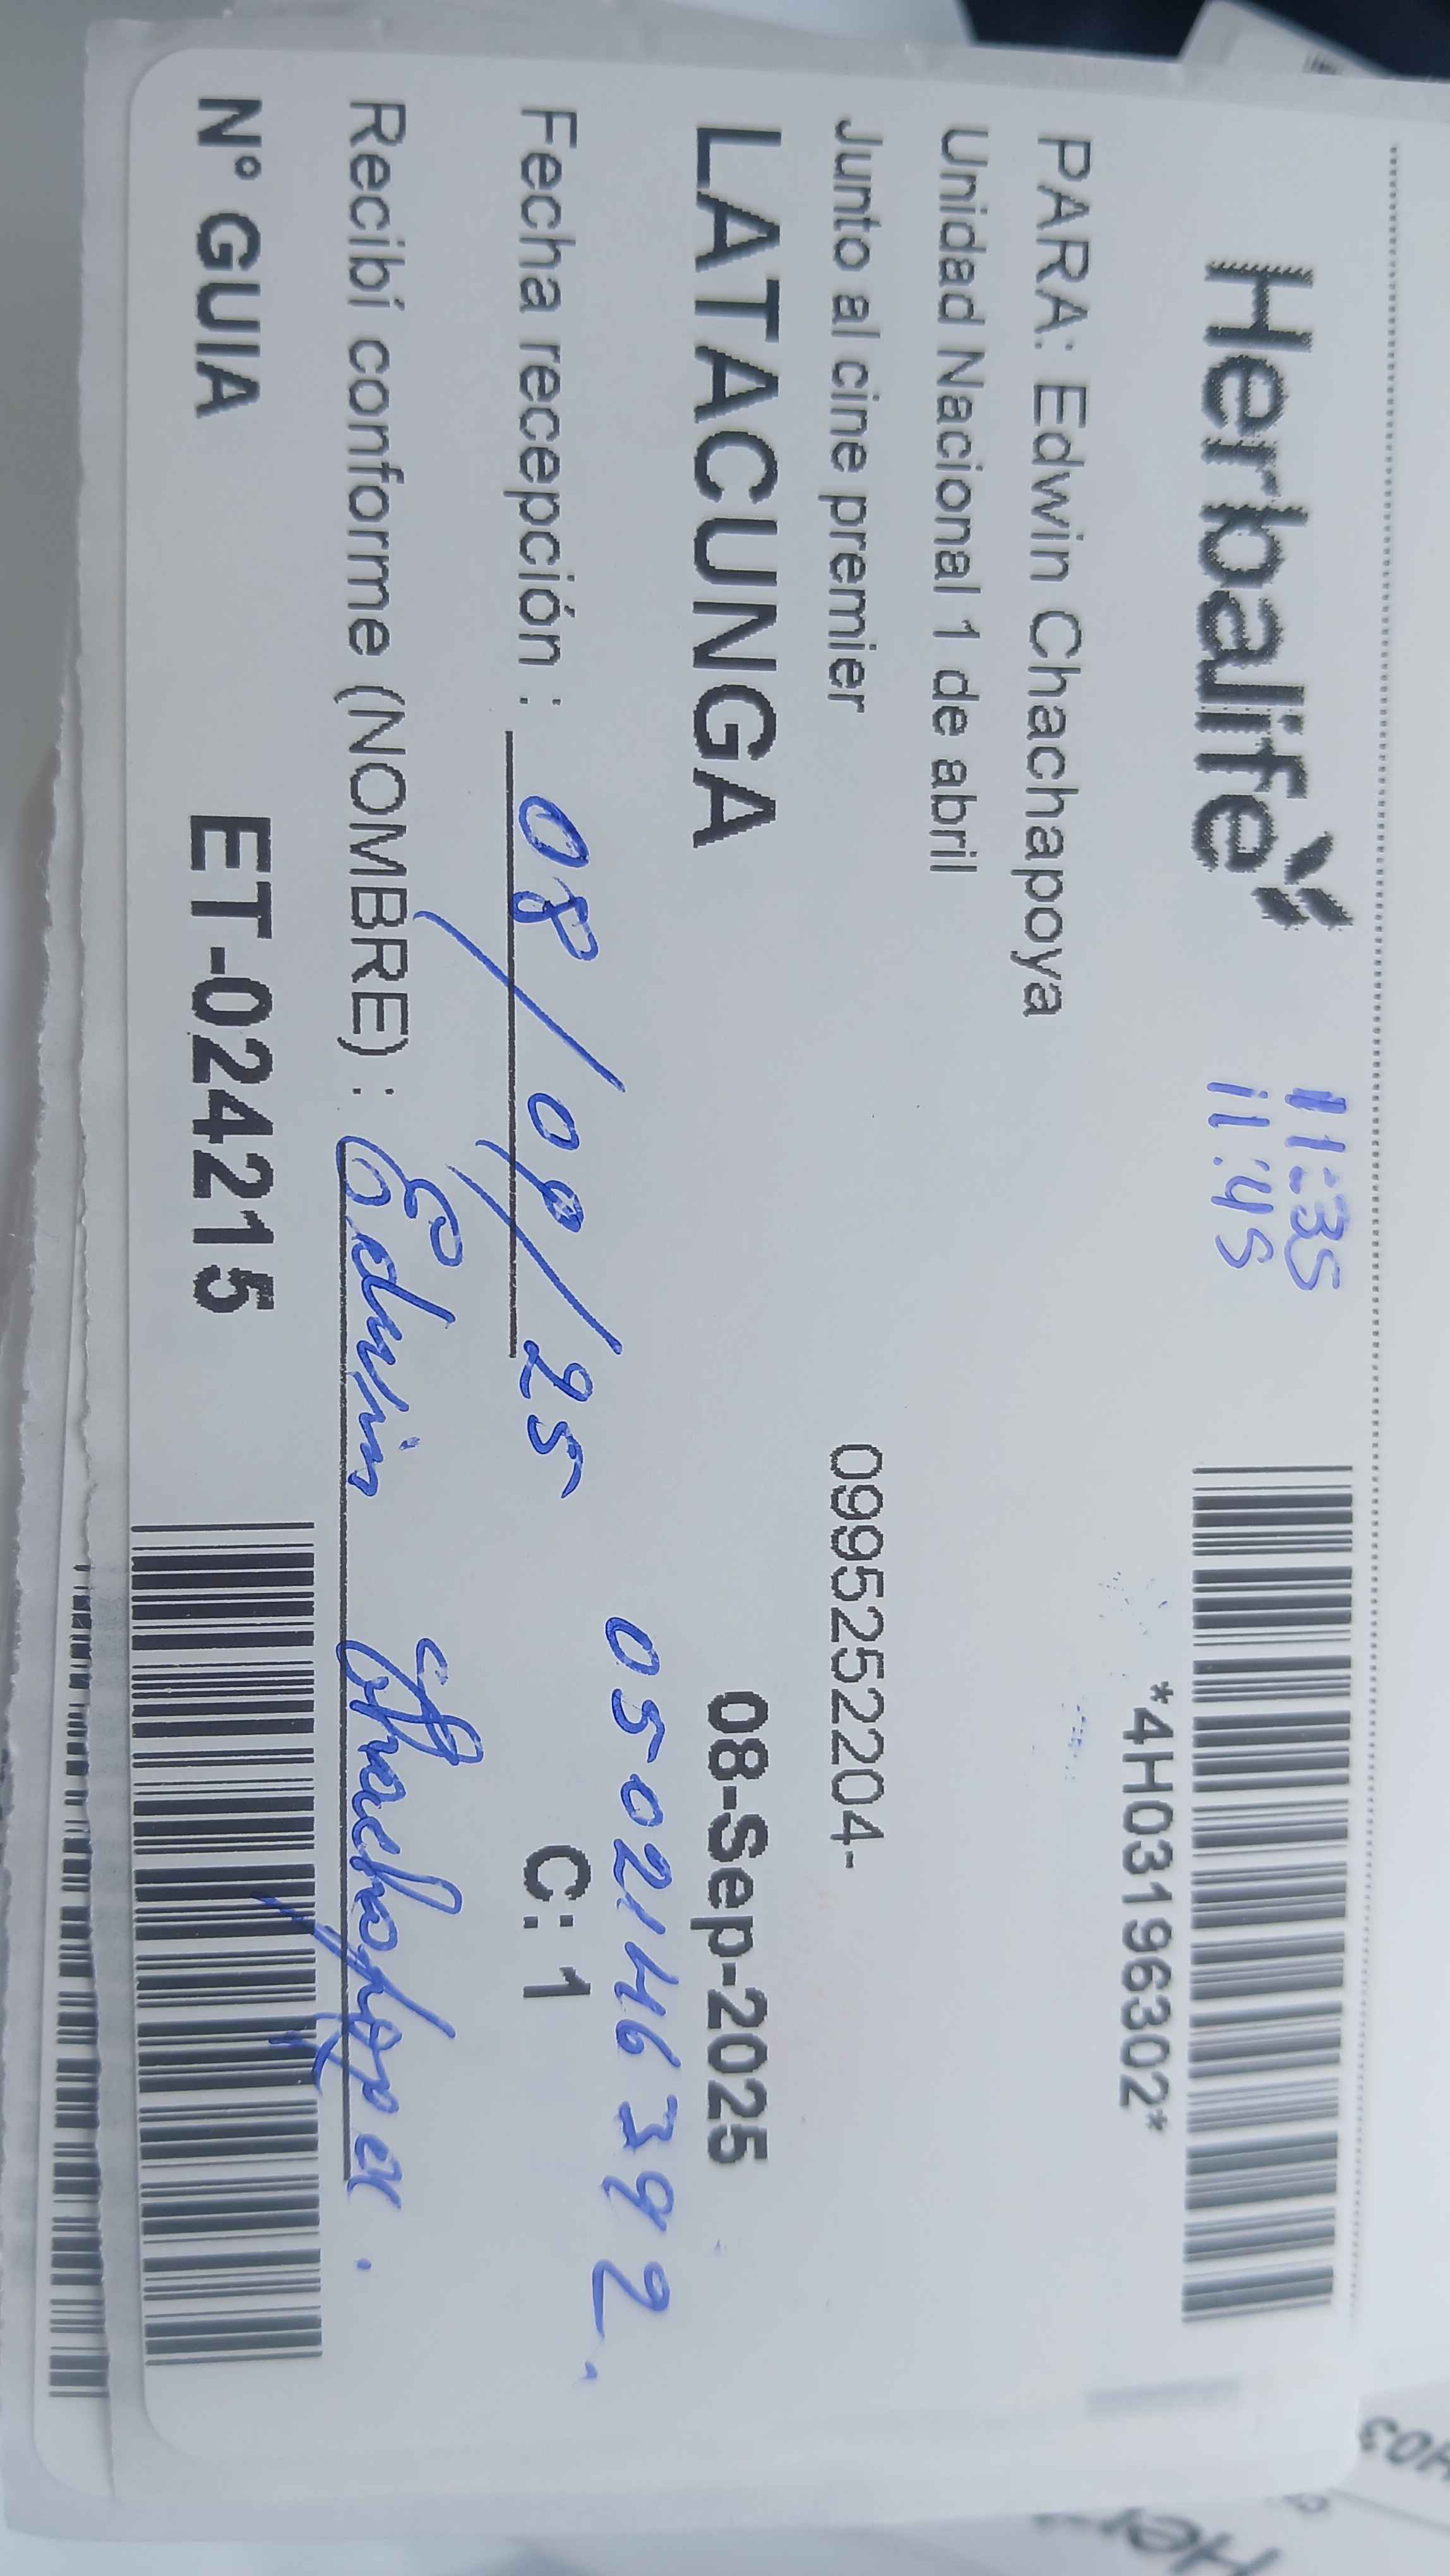 Herbalife
11:35
11:45
*4H03196302*
PARA: Edwin Chachapoya
Unidad Nacional 1 de abril
Junto al cine premier 0995252204-
LATACUNGA 08-Sep-2025
0502146392.
Fecha recepción : 08/09/25 C: 1
Recibí conforme (NOMBRE) : Edwin Chachapoya.
N° GUIA ET-024215
H03
Her